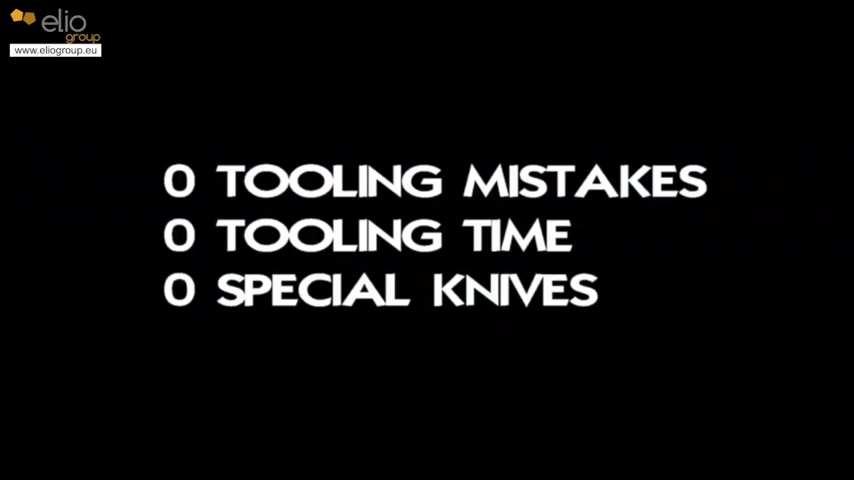 elio
group
www.eliogroup.eu
0 TOOLING MISTAKES
0 TOOLING TIME
0 SPECIAL KNIVES